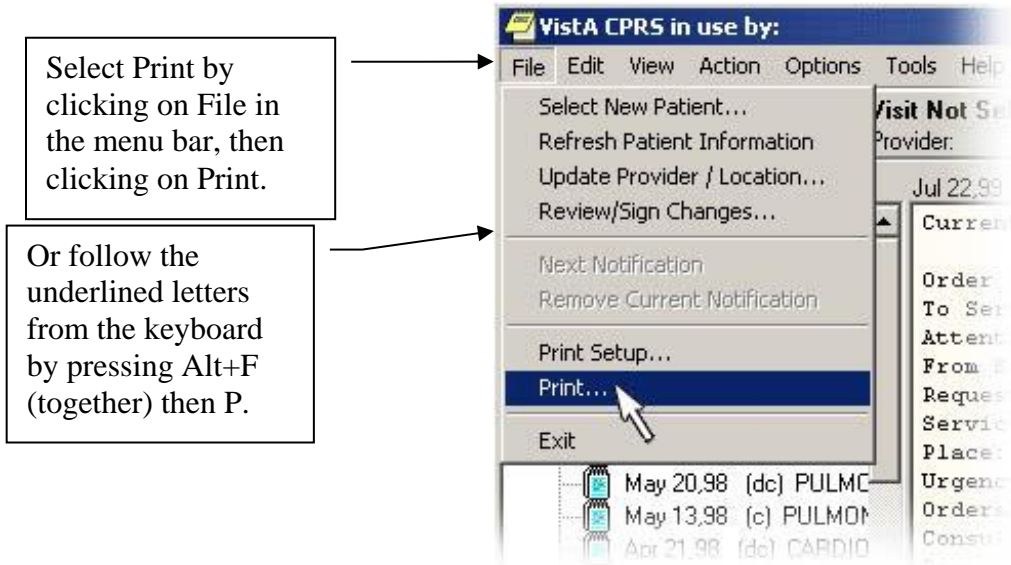 Select Print by
clicking on File in
the menu bar, then
clicking on Print.
Or follow the
underlined letters
from the keyboard
by pressing Alt+F
(together) then P.
VistA CPRS in use by:
File Edit View Action Options Tools Help
Select New Patient...
Refresh Patient Information
Update Provider / Location...
Review/Sign Changes...
Next Notification
Remove Current Notification
Print Setup...
Print...
Exit
Visit Not
Provider:
Jul 22,99
Order
To
From
Place:
May 20,98 (dc) PULMO
May 13,98 (c) PULMON
Apr 21,98 (dc) CARDIO